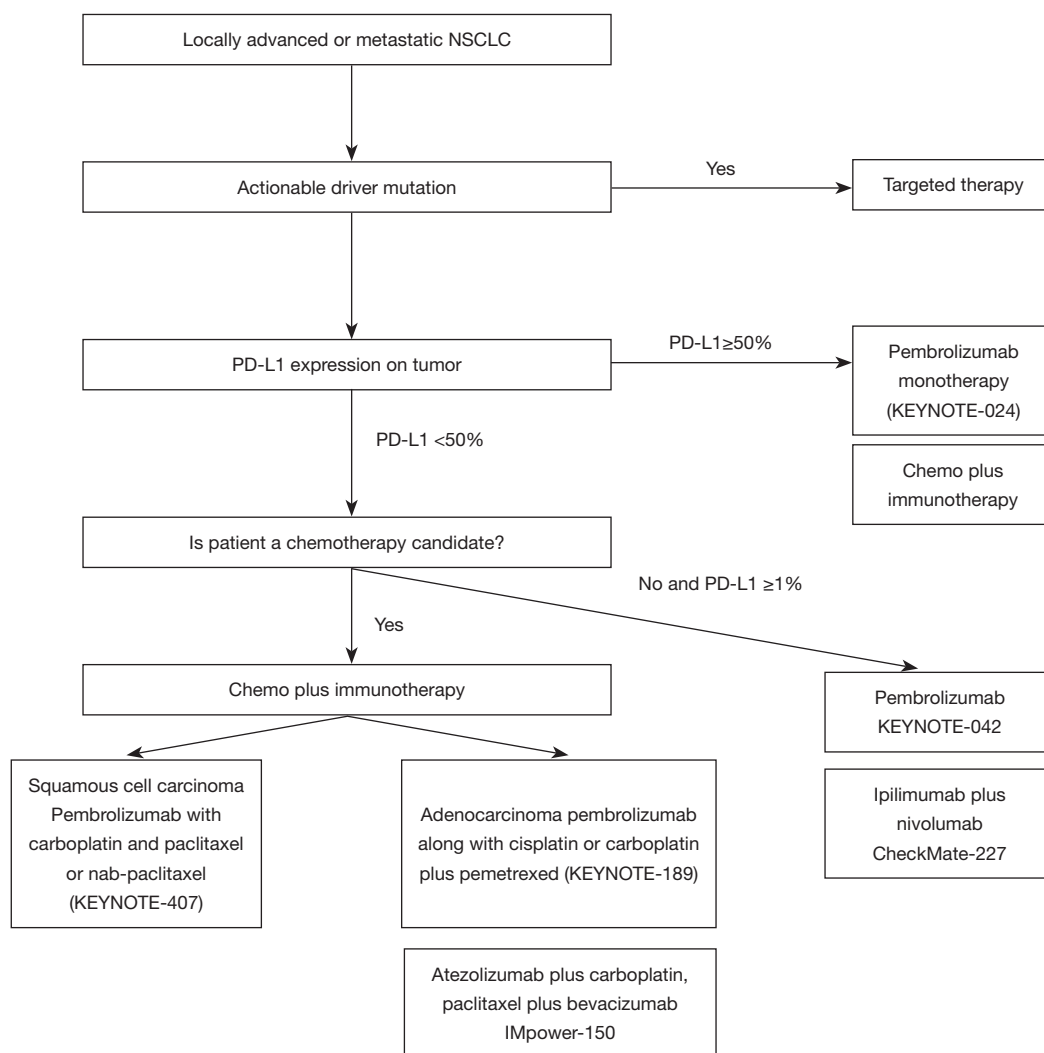 Locally advanced or metastatic NSCLC
Actionable driver mutation
Yes
Targeted therapy
PD-L1 expression on tumor
PD-L1≥50%
Pembrolizumab
monotherapy
(KEYNOTE-024)
Chemo plus
immunotherapy
PD-L1 <50%
Is patient a chemotherapy candidate?
No and PD-L1 ≥1%
Yes
Chemo plus immunotherapy
Pembrolizumab
KEYNOTE-042
Ipilimumab plus
nivolumab
CheckMate-227
Squamous cell carcinoma
Pembrolizumab with
carboplatin and paclitaxel
or nab-paclitaxel
(KEYNOTE-407)
Adenocarcinoma pembrolizumab
along with cisplatin or carboplatin
plus pemetrexed (KEYNOTE-189)
Atezolizumab plus carboplatin,
paclitaxel plus bevacizumab
IMpower-150